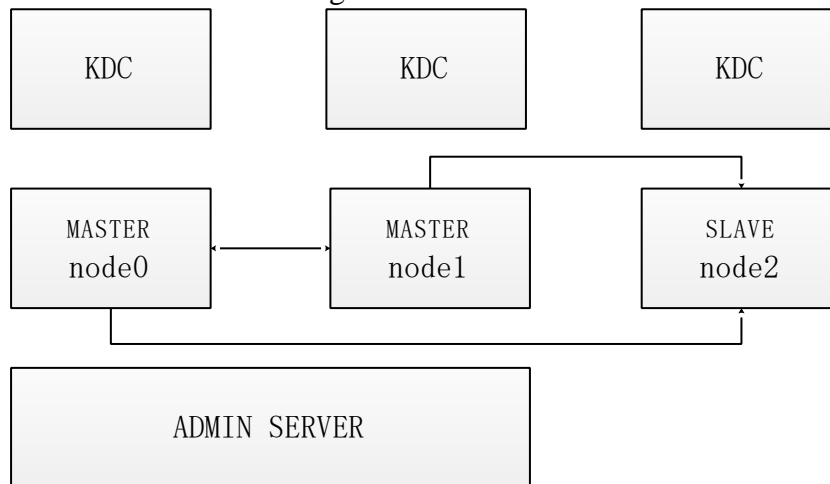 KDC KDC KDC
MASTER MASTER SLAVE
node0 node1 node2
ADMIN SERVER